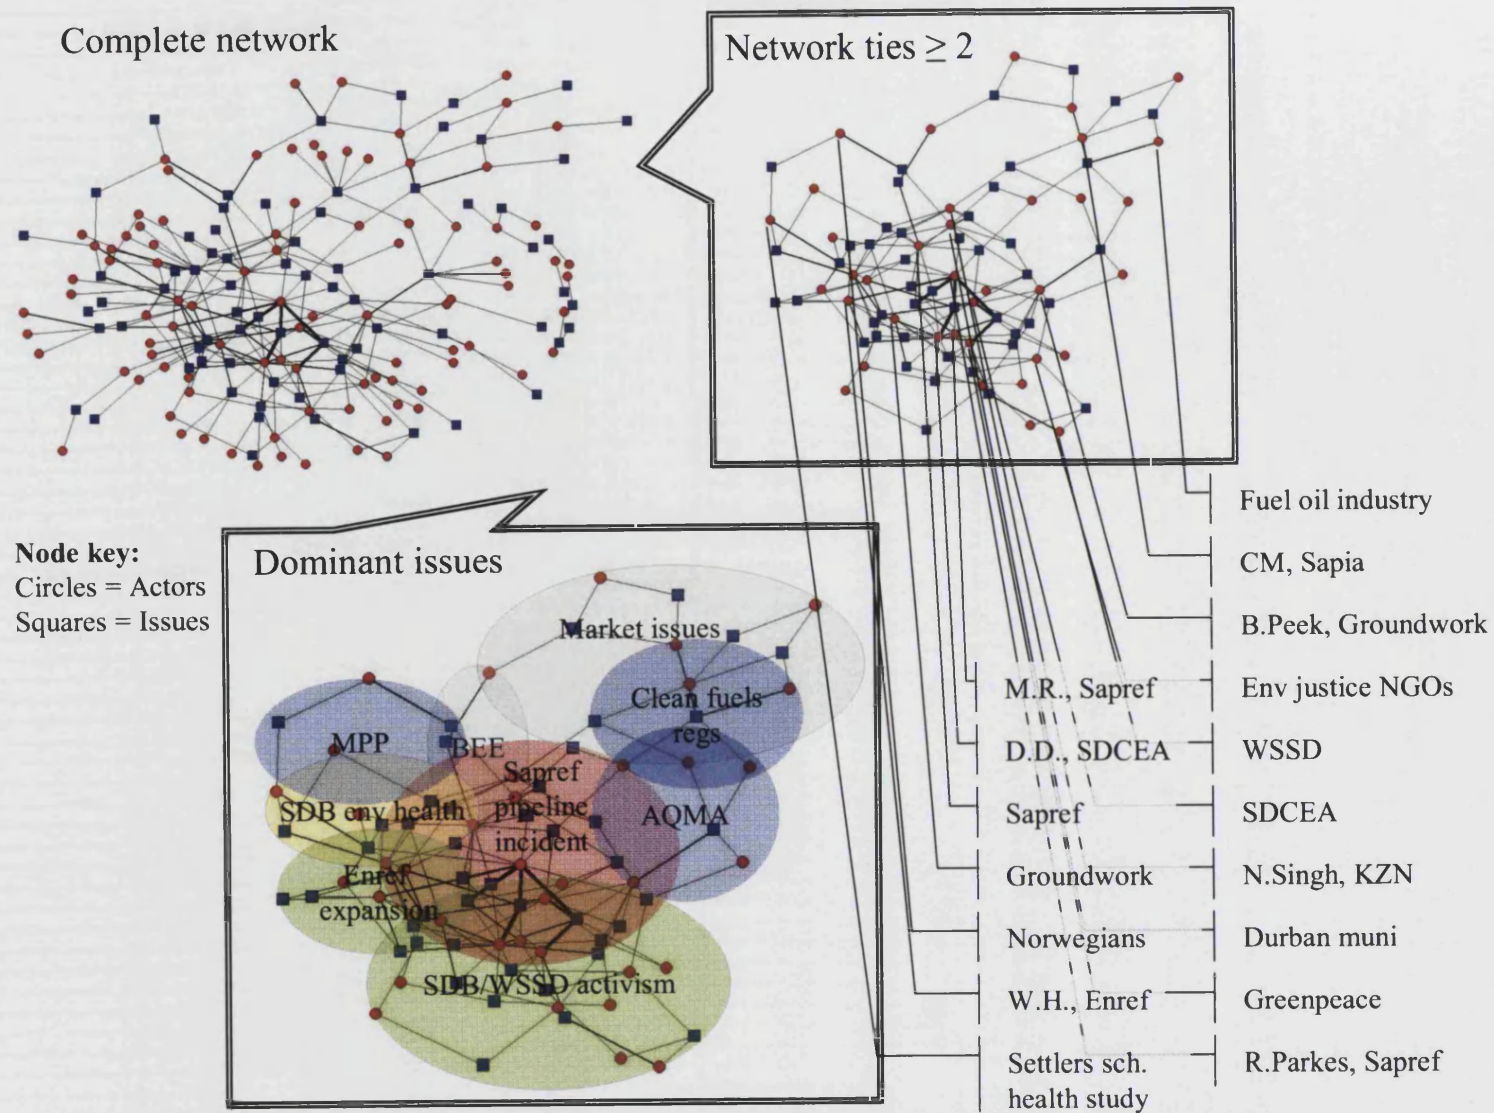 Complete network
Network ties ≥ 2
Node key:
Circles = Actors
Squares = Issues
Dominant issues
Market issues
Clean fuels
regs
MPP
BEE
Sapref
pipeline
incident
SDB env health
AQMA
Enref
expansion
SDB/WSSD activism
Fuel oil industry
CM, Sapia
B.Peek, Groundwork
M.R., Sapref
Env justice NGOs
D.D., SDCEA
WSSD
Sapref
SDCEA
Groundwork
N.Singh, KZN
Norwegians
Durban muni
W.H., Enref
Greenpeace
Settlers sch.
health study
R.Parkes, Sapref